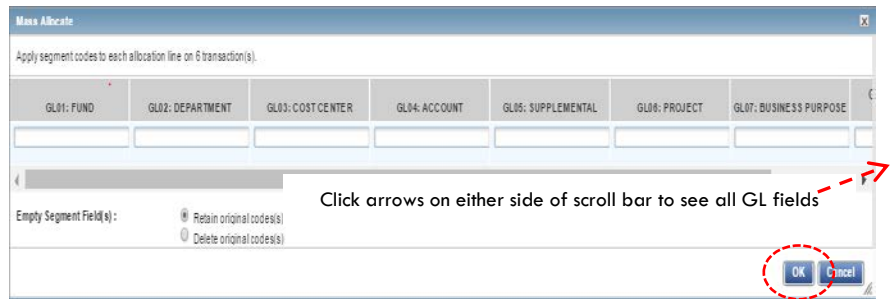 Mass Allocate
Apply segment codes to each allocation line on 6 transaction(s).
GL01: FUND GL02: DEPARTMENT GL03: COST CENTER GL04: ACCOUNT GL05: SUPPLEMENTAL GL06: PROJECT GL07: BUSINESS PURPOSE
Click arrows on either side of scroll bar to see all GL fields
Empty Segment Field(s) : Retain original codes(s)
Delete original codes(s)
OK Cancel